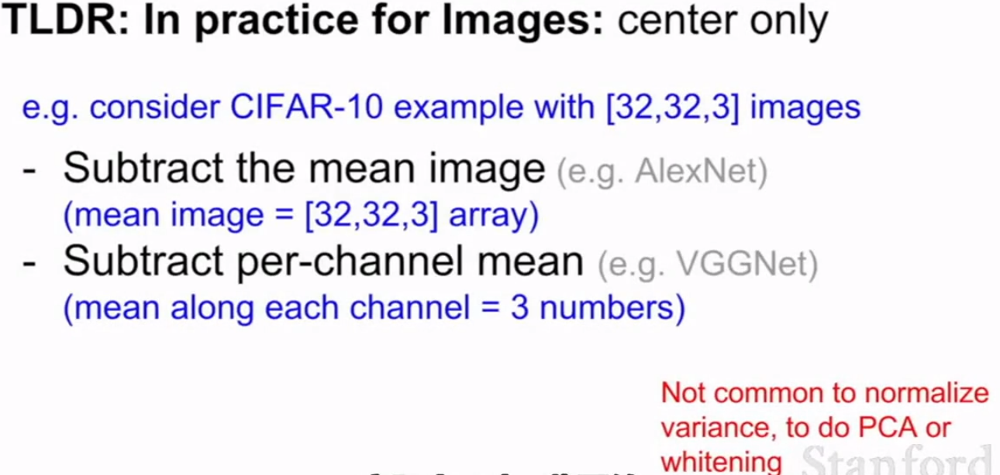 TLDR: In practice for Images: center only
e.g. consider CIFAR-10 example with [32,32,3] images
- Subtract the mean image (e.g. AlexNet)
(mean image = [32,32,3] array)
- Subtract per-channel mean (e.g. VGGNet)
(mean along each channel = 3 numbers)
Not common to normalize
variance, to do PCA or
whitening
Stanford